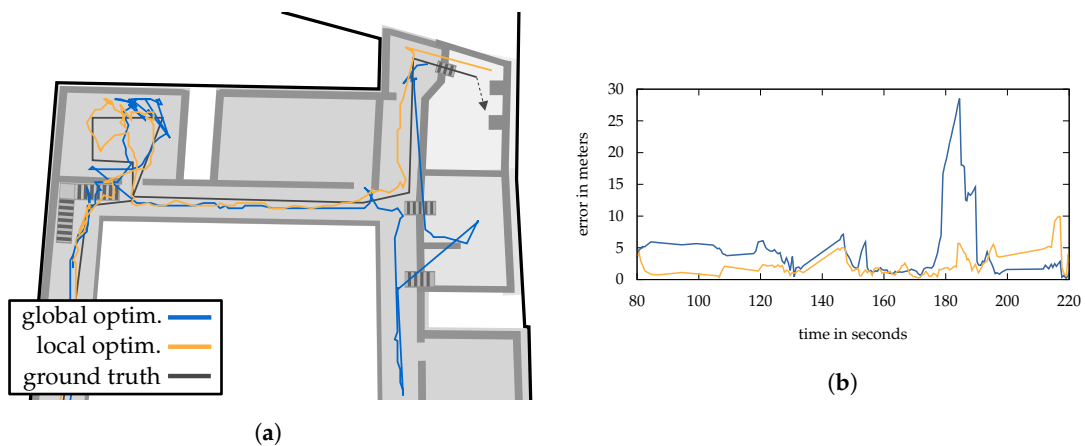 global optim.
local optim.
ground truth
(a)
30
25
20
15
10
5
0
error in meters
80 100 120 140 160 180 200 220
time in seconds
(b)